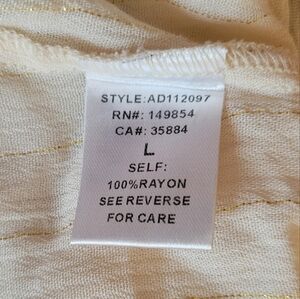 STYLE:AD112097
RN#: 149854
CA#: 35884
L
SELF:
100%RAYON
SEE REVERSE
FOR CARE